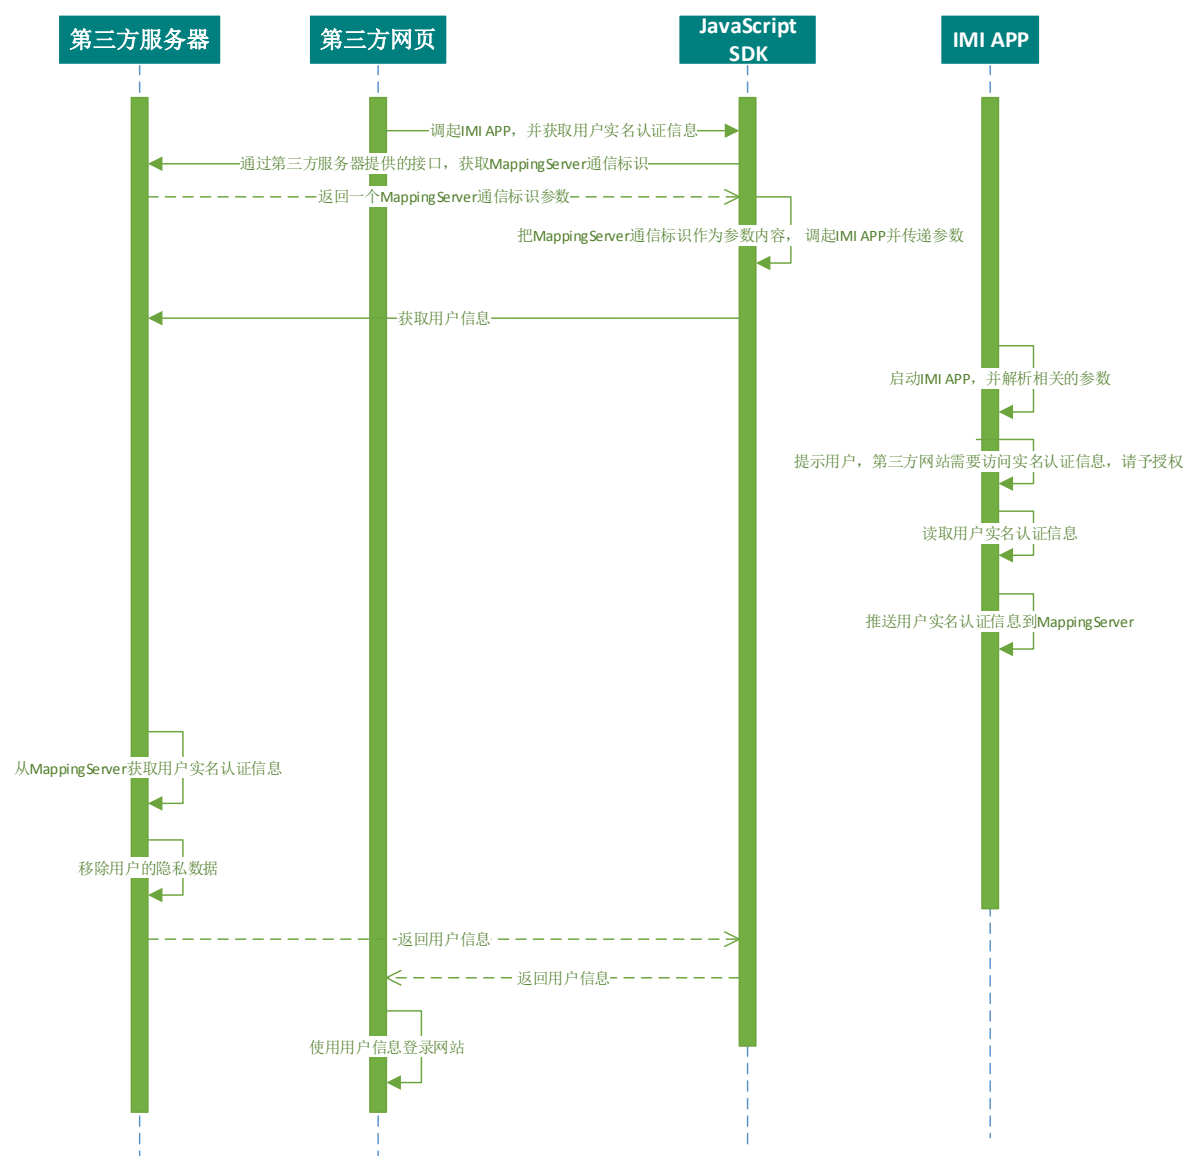 第三方服务器
第三方网页
JavaScript
SDK
IMI APP
调起IMI APP，并获取用户实名认证信息
通过第三方服务器提供的接口，获取MappingServer通信标识
返回一个MappingServer通信标识参数
把MappingServer通信标识作为参数内容， 调起IMI APP并传递参数
获取用户信息
启动IMI APP，并解析相关的参数
提示用户，第三方网站需要访问实名认证信息，请予授权
读取用户实名认证信息
推送用户实名认证信息到MappingServer
从MappingServer获取用户实名认证信息
移除用户的隐私数据
返回用户信息
返回用户信息
使用用户信息登录网站